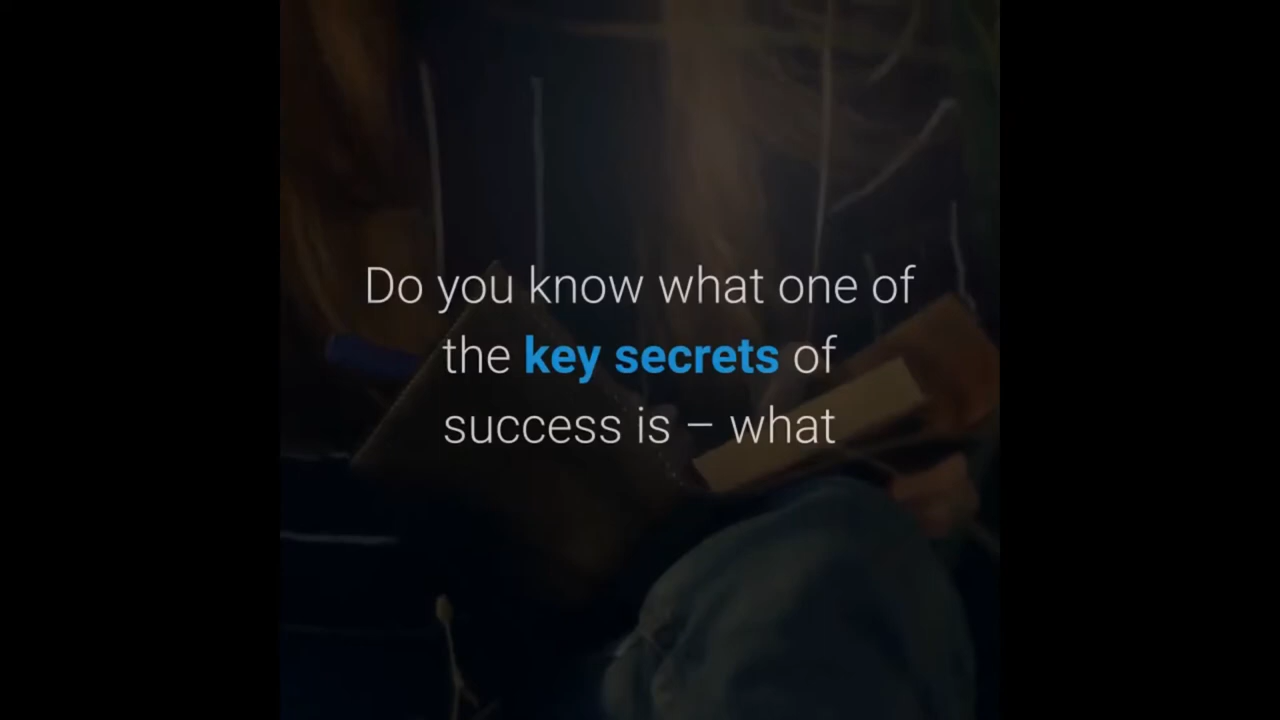 Do you know what one of
the key secrets of
success is – what